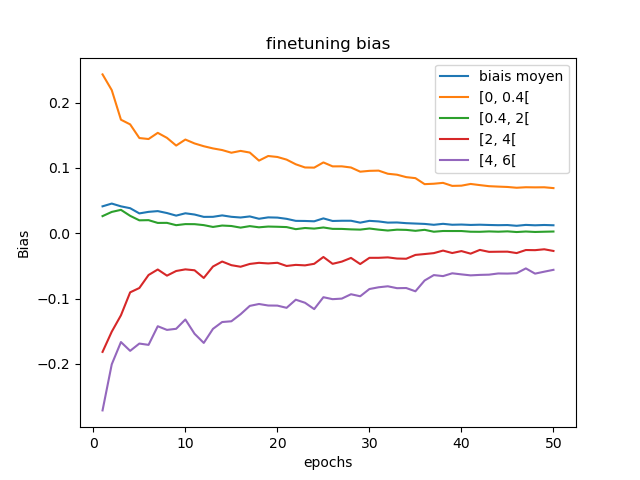 finetuning bias
biais moyen
[0, 0.4[
[0.4, 2[
[2, 4[
[4, 6[
0.2
0.1
0.0
−0.1
−0.2
Bias
0 10 20 30 40 50
epochs